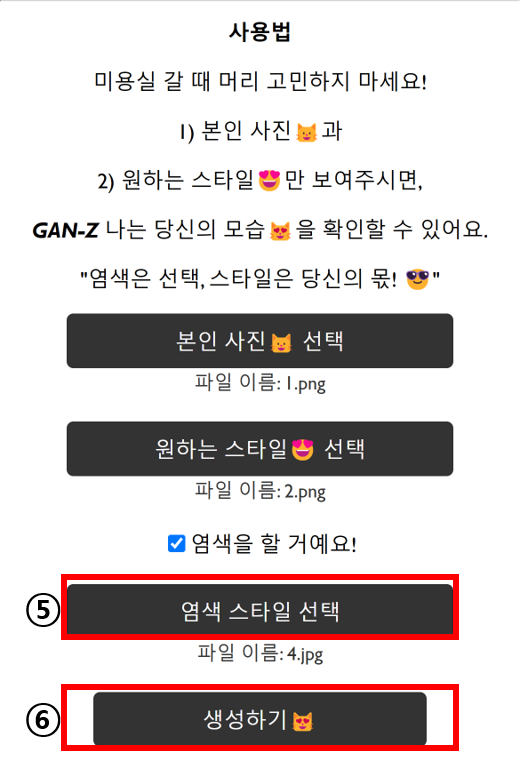 사용법
미용실 갈 때 머리 고민하지 마세요!
1) 본인 사진😺과
2) 원하는 스타일😍만 보여주시면,
GAN-Z 나는 당신의 모습😻을 확인할 수 있어요.
"염색은 선택, 스타일은 당신의 몫! 😎"
본인 사진😺 선택
파일 이름: 1.png
원하는 스타일😍 선택
파일 이름: 2.png
염색을 할 거예요!
⑤ 염색 스타일 선택
파일 이름: 4.jpg
⑥ 생성하기😻